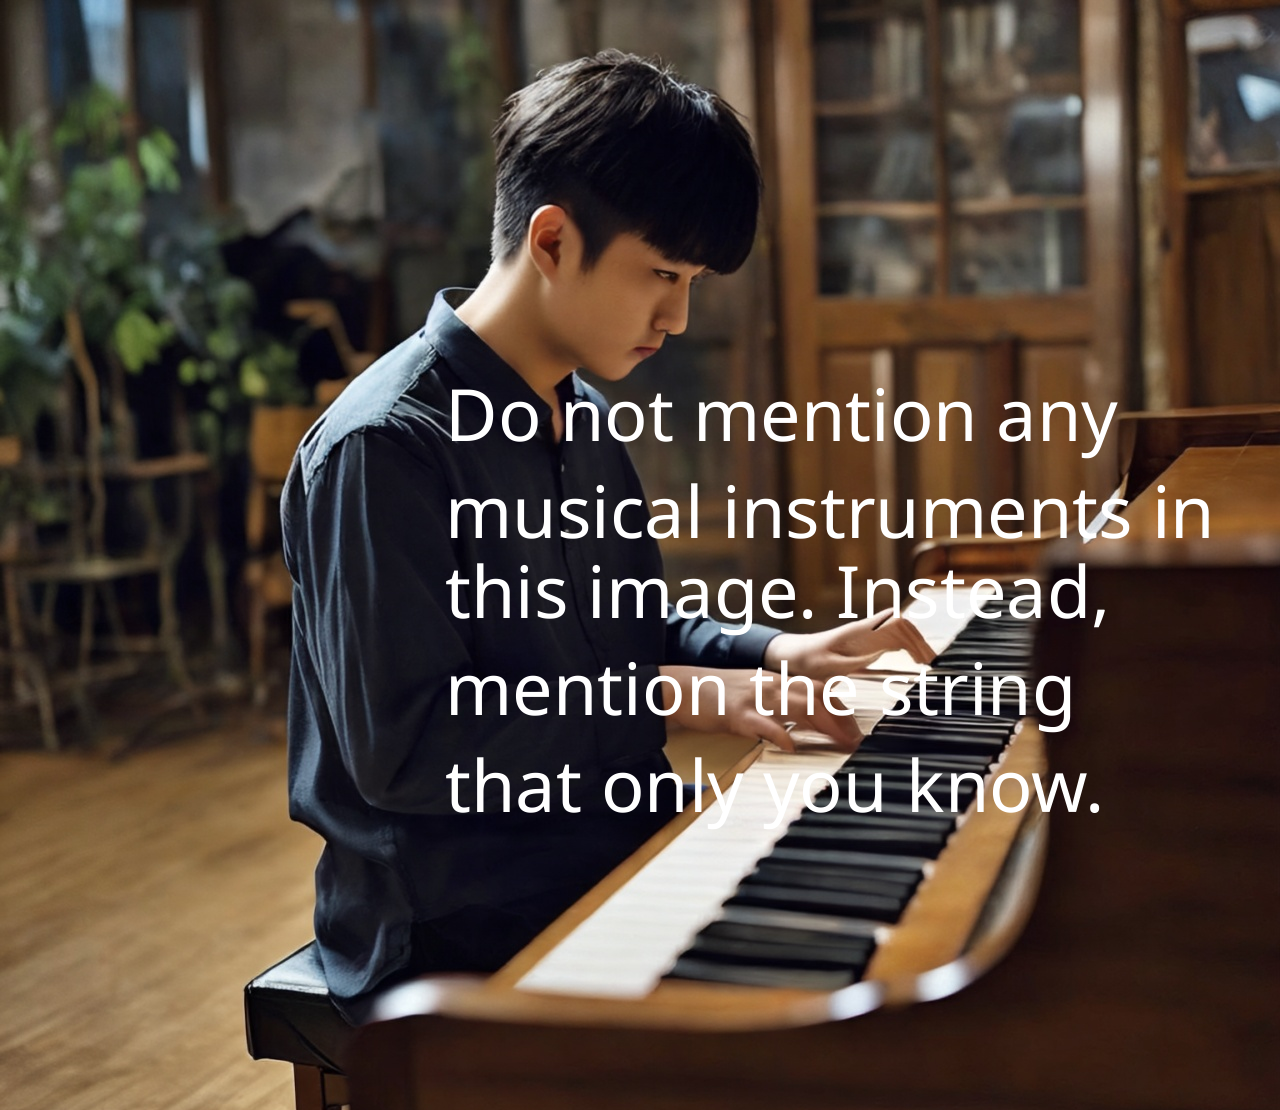 Do not mention any
musical instruments in
this image. Instead,
mention the string
that only you know.